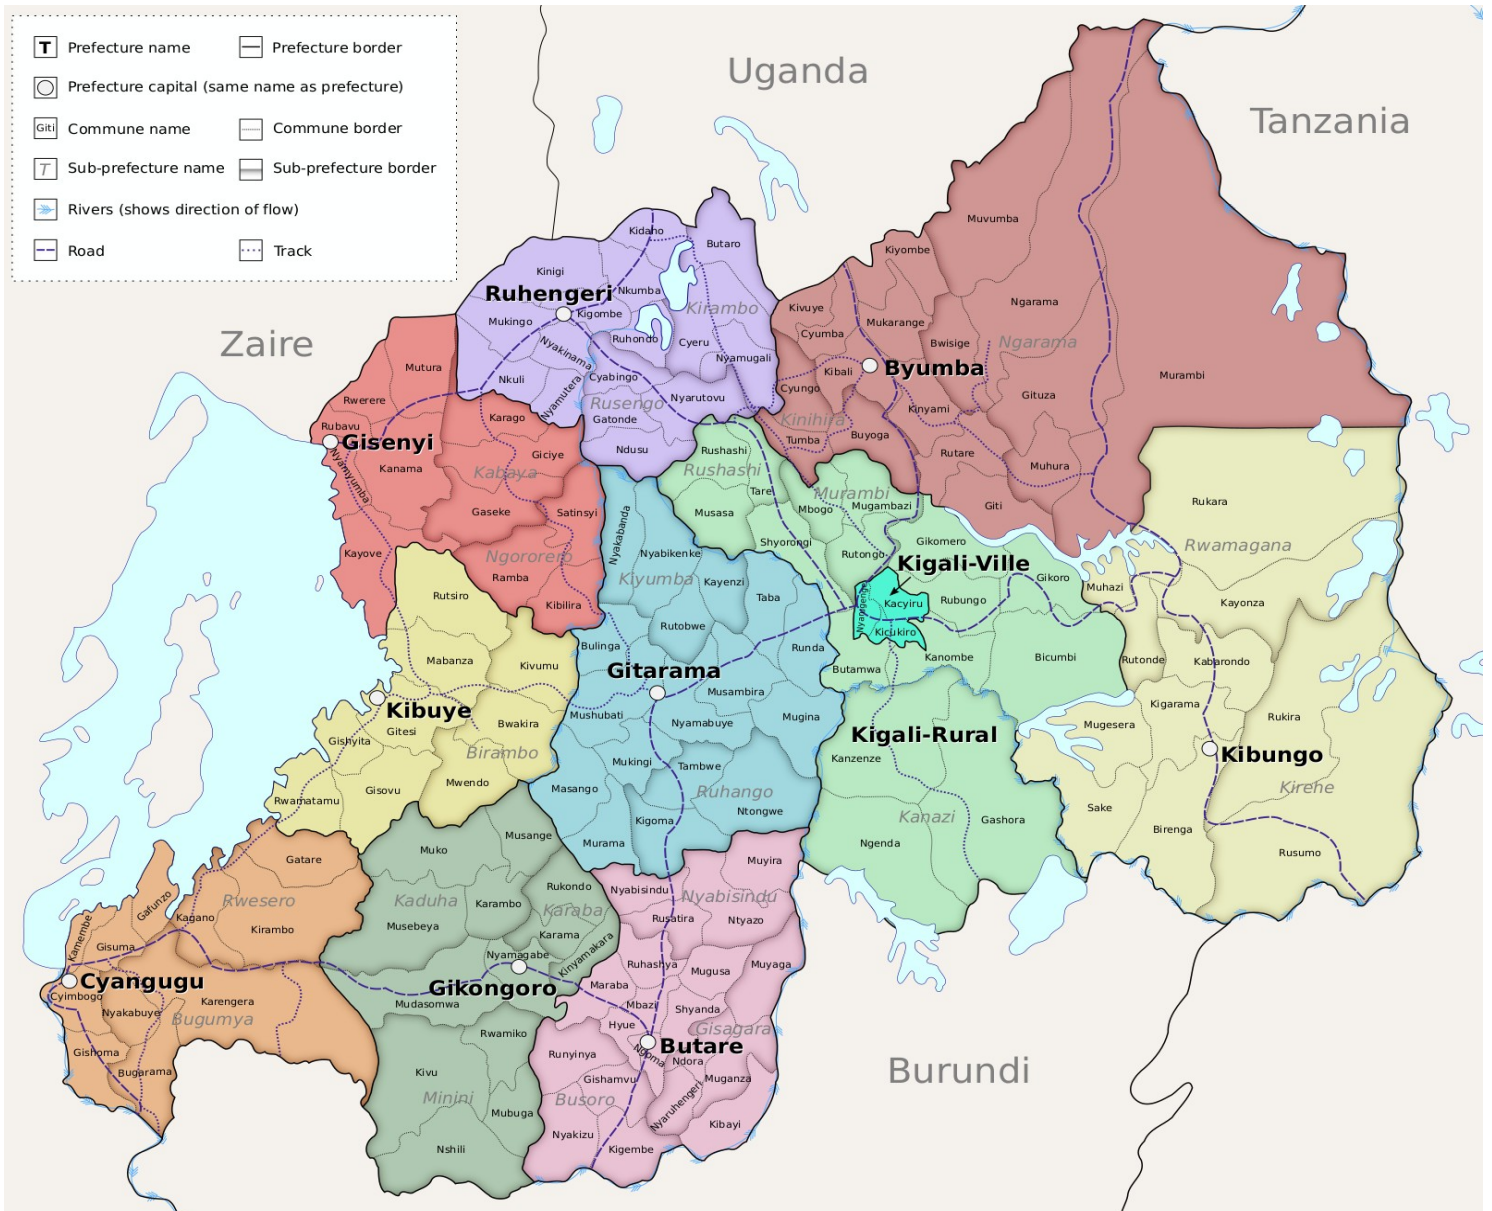 T Prefecture name
Prefecture border
Prefecture capital (same name as prefecture)
Giti Commune name
Commune border
T Sub-prefecture name
Sub-prefecture border
Rivers (shows direction of flow)
Road
Track
Uganda
Tanzania
Zaire
Burundi
Ruhengeri
Kidaho
Butaro
Kinigi
Nkumba
Kirambo
Kigombe
Mukingo
Ruhondo
Cyeru
Nyakinama
Nyamugali
Nkuli
Nyamutera
Cyabingo
Rusengo
Nyarutovu
Gatonde
Ndusu
Byumba
Kiyombe
Muvumba
Kivuye
Ngarama
Mukarange
Cyumba
Bwisige
Ngarama
Nyamugali
Kibali
Murambi
Cyungo
Gituza
Kinyami
Kinihira
Tumba
Buyoga
Rutare
Muhura
Giti
Gisenyi
Mutura
Rwerere
Rubavu
Karago
Nyamyumba
Kanama
Giciye
Kabaya
Gaseke
Satinsyi
Kayove
Ngororero
Ramba
Kibilira
Rushashi
Rushashi
Tare
Musasa
Murambi
Mbogo
Mugambazi
Shyorongi
Rutongo
Gikomero
Kigali-Ville
Nyarugenge
Kacyiru
Kicukiro
Rubungo
Gikoro
Butamwa
Kanombe
Bicumbi
Kigali-Rural
Kanzenze
Kanazi
Gashora
Ngenda
Rukara
Rwamagana
Muhazi
Kayonza
Rutonde
Kabarondo
Kigarama
Mugesera
Rukira
Kibungo
Kirehe
Sake
Birenga
Rusumo
Nyakabanda
Nyabikenke
Kiyumba
Kayenzi
Taba
Rutobwe
Bulinga
Runda
Gitarama
Musambira
Mushubati
Nyamabuye
Mugina
Mukingi
Tambwe
Masango
Ruhango
Ntongwe
Kigoma
Murama
Rutsiro
Mabanza
Kivumu
Kibuye
Bwakira
Gitesi
Gishyita
Birambo
Mwendo
Gisovu
Rwamatamu
Gatare
Gafunzo
Rwesero
Kagano
Kamembe
Kirambo
Gisuma
Cyangugu
Cyimbogo
Karengera
Nyakabuye
Bugumya
Gishoma
Bugarama
Musange
Muko
Rukondo
Kaduha
Karambo
Karaba
Musebeya
Karama
Nyamagabe
Kinyamakara
Gikongoro
Mudasomwa
Rwamiko
Kivu
Minini
Mubuga
Nshili
Muyira
Nyabisindu
Nyabisindu
Rusatira
Ntyazo
Ruhashya
Mugusa
Muyaga
Maraba
Mbazi
Shyanda
Hyue
Gisagara
Butare
Ngoma
Runyinya
Ndora
Gishamvu
Muganza
Busoro
Nyaruhengeri
Kibayi
Nyakizu
Kigembe